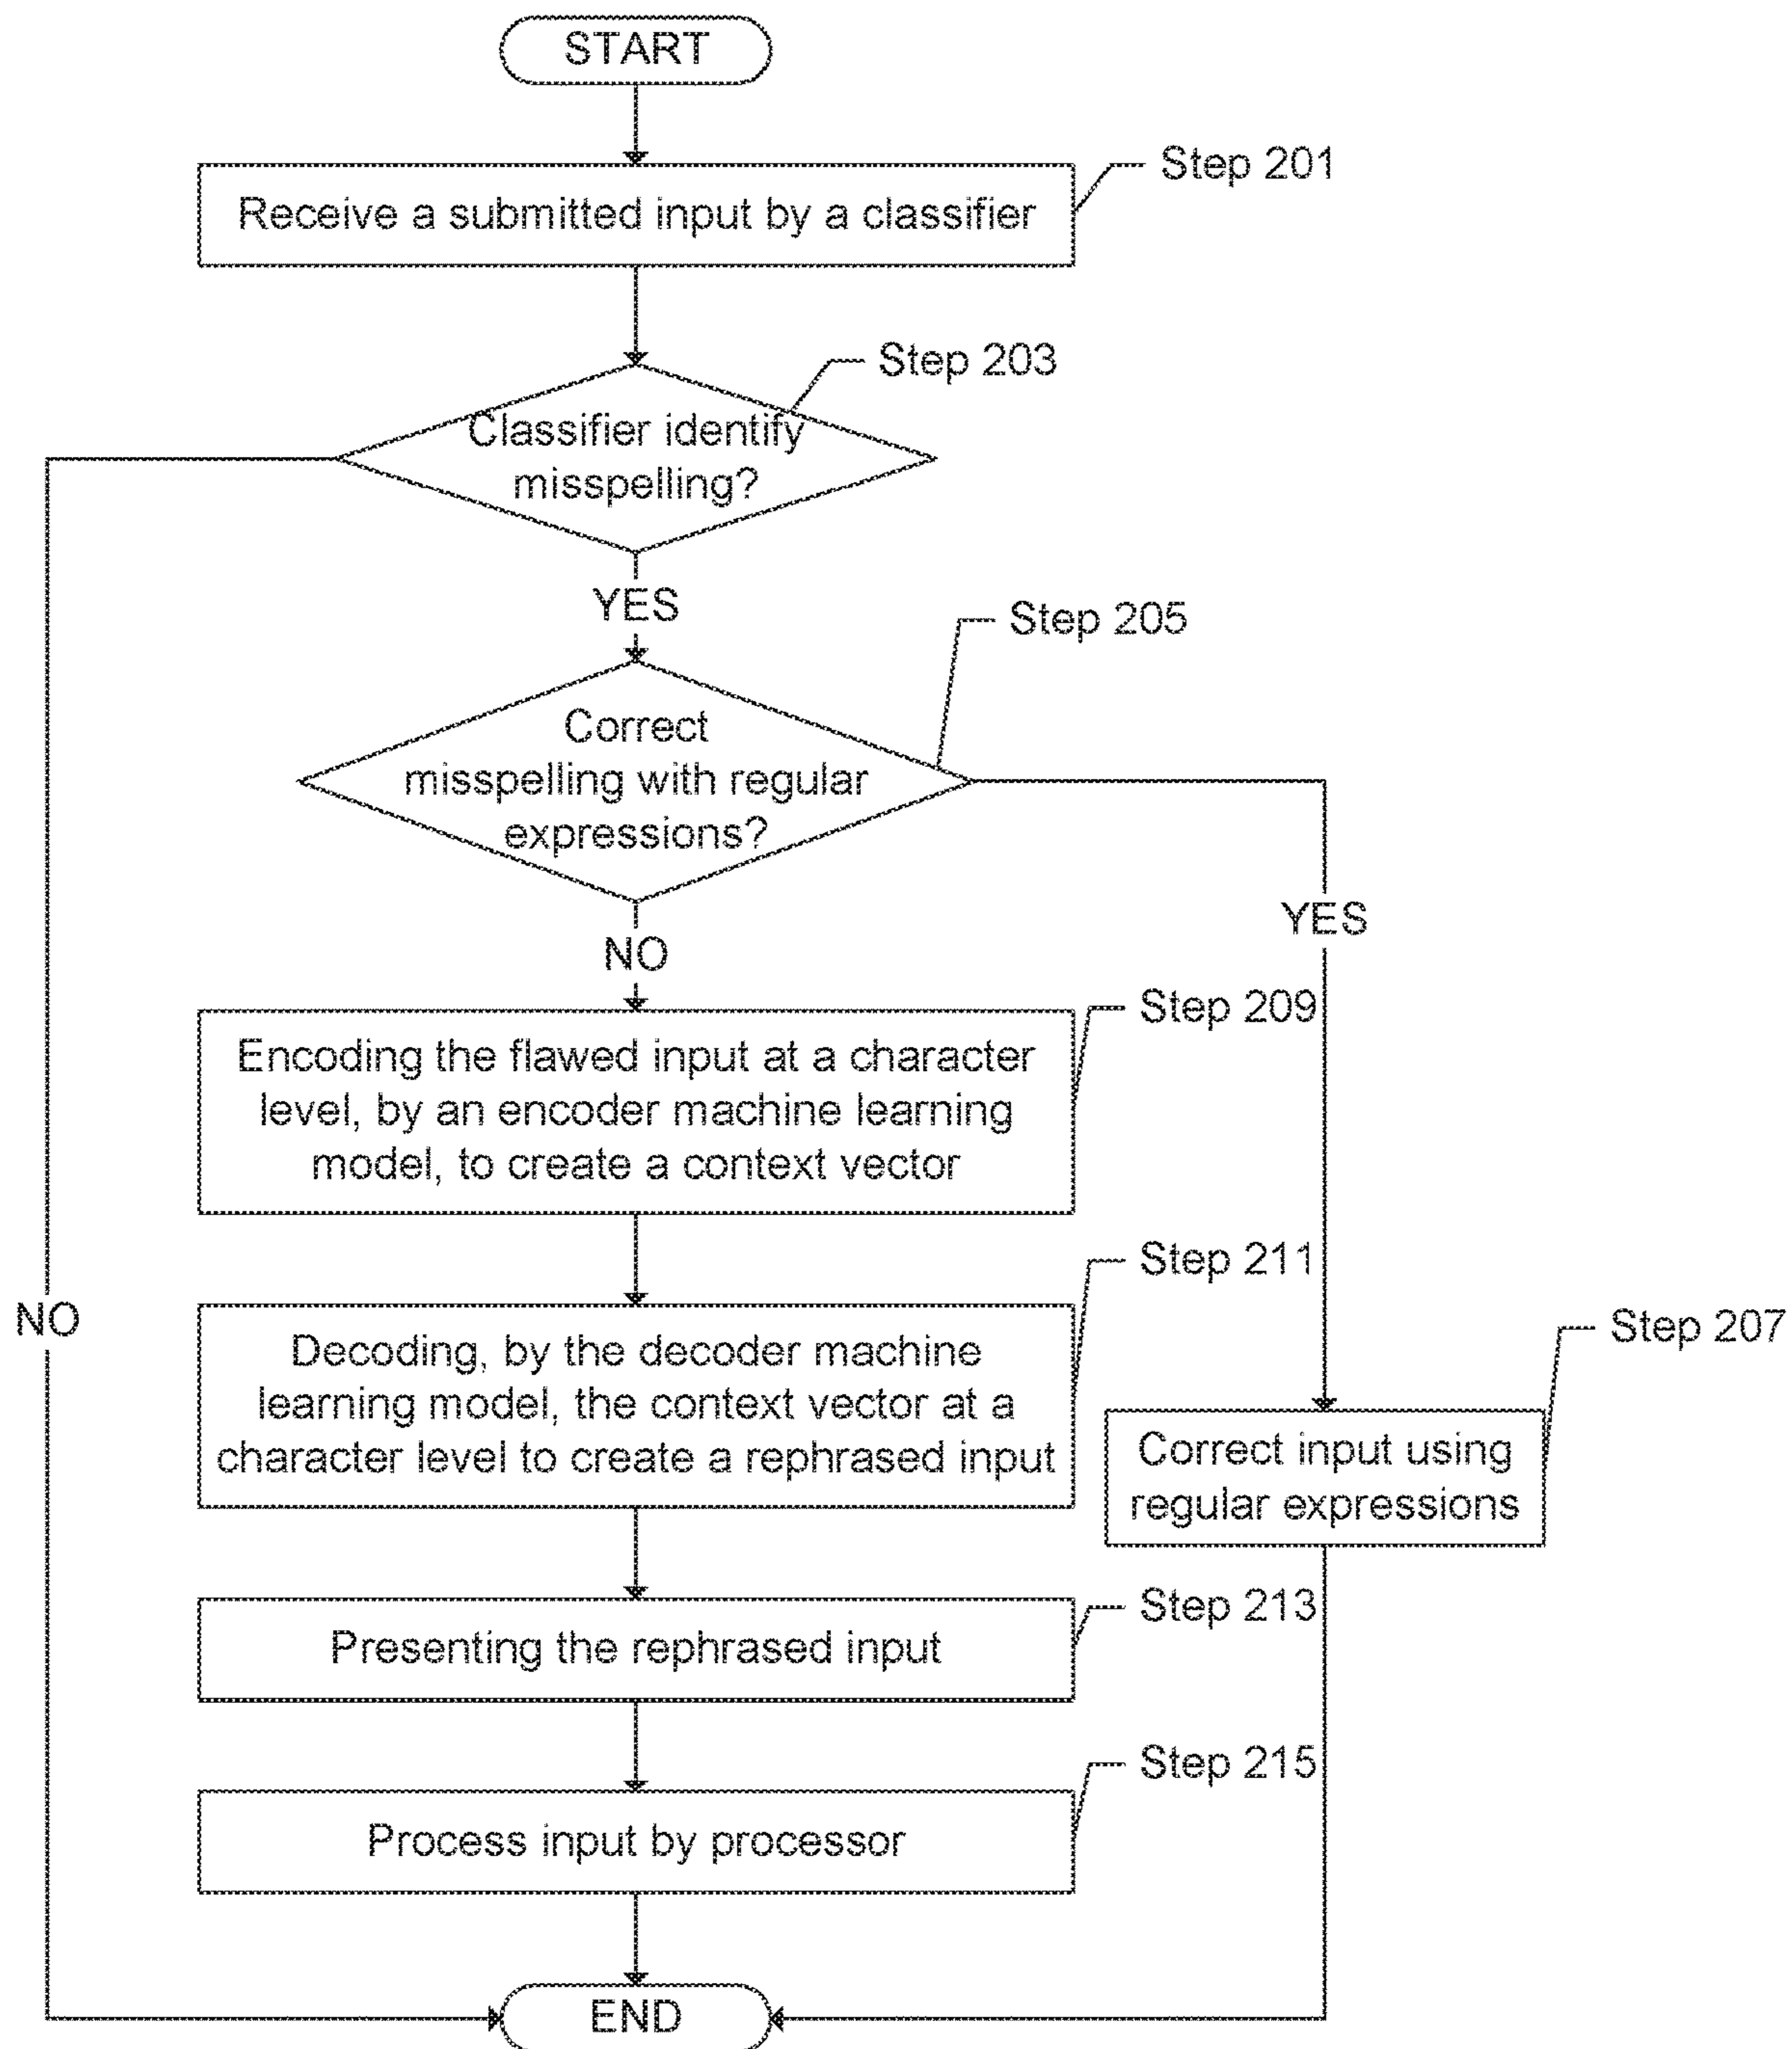 START
Step 201
Receive a submitted input by a classifier
Step 203
Classifier identify
misspelling?
YES
Step 205
Correct
misspelling with regular
expressions?
YES
NO
Step 209
Encoding the flawed input at a character
level, by an encoder machine learning
model, to create a context vector
Step 211
NO
Step 207
Decoding, by the decoder machine
learning model, the context vector at a
character level to create a rephrased input
Correct input using
regular expressions
Step 213
Presenting the rephrased input
Step 215
Process input by processor
END